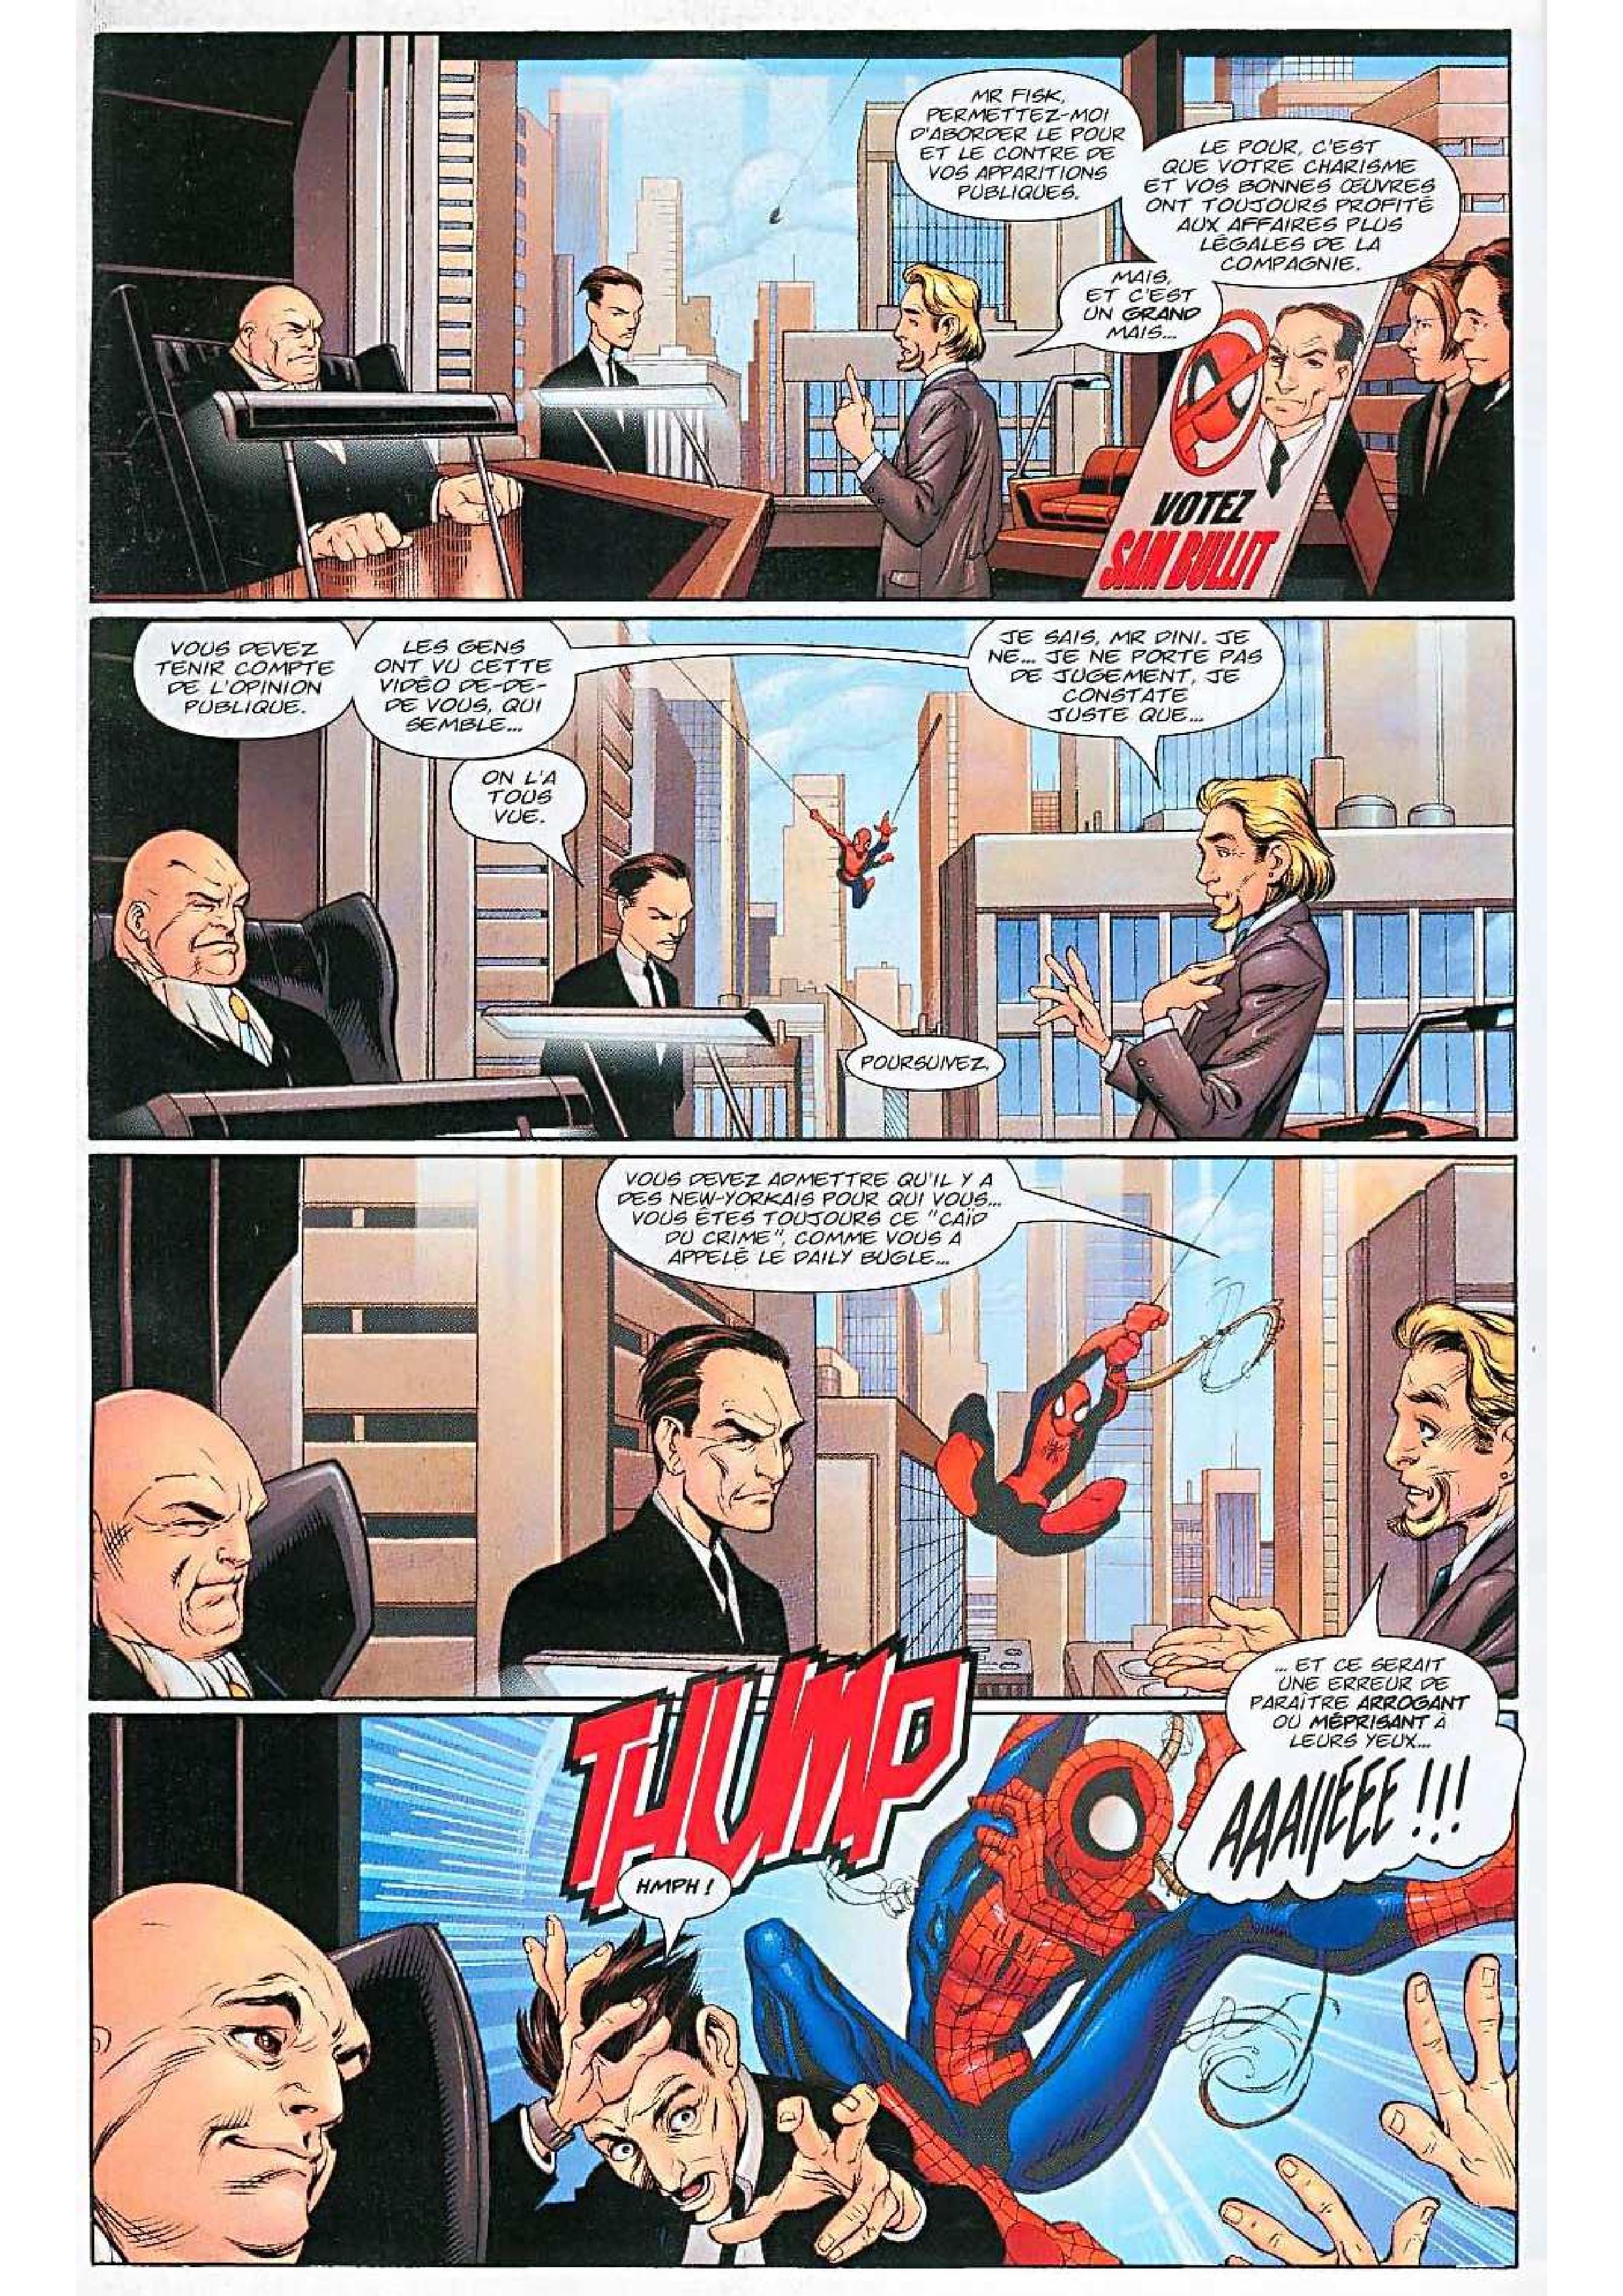 MR FISK,
PERMETTEZ-MOI
D'ABORDER LE POUR
ET LE CONTRE DE
VOS APPARITIONS
PUBLIQUES.
LE POUR, C'EST
QUE VOTRE CHARISME
ET VOS BONNES ŒUVRES
ONT TOUJOURS PROFITÉ
AUX AFFAIRES PLUS
LÉGALES DE LA
COMPAGNIE.
MAIS,
ET C'EST
UN GRAND
MAIS...
VOTEZ
SAM BULLIT
VOUS DEVEZ
TENIR COMPTE
DE L'OPINION
PUBLIQUE.
LES GENS
ONT VU CETTE
VIDÉO DE-DE-
DE VOUS, QUI
SEMBLE...
ON L'A
TOUS
VUE.
JE SAIS, MR DINI. JE
NE... JE NE PORTE PAS
DE JUGEMENT, JE
CONSTATE
JUSTE QUE...
POURSUIVEZ.
VOUS DEVEZ ADMETTRE QU'IL Y A
DES NEW-YORKAIS POUR QUI VOUS...
VOUS ÊTES TOUJOURS CE "CAÏD
DU CRIME", COMME VOUS A
APPELÉ LE DAILY BUGLE...
... ET CE SERAIT
UNE ERREUR DE
PARAÎTRE ARROGANT
OU MÉPRISANT À
LEURS YEUX...
AAAIIEEE !!!
THUMP
HMPH !